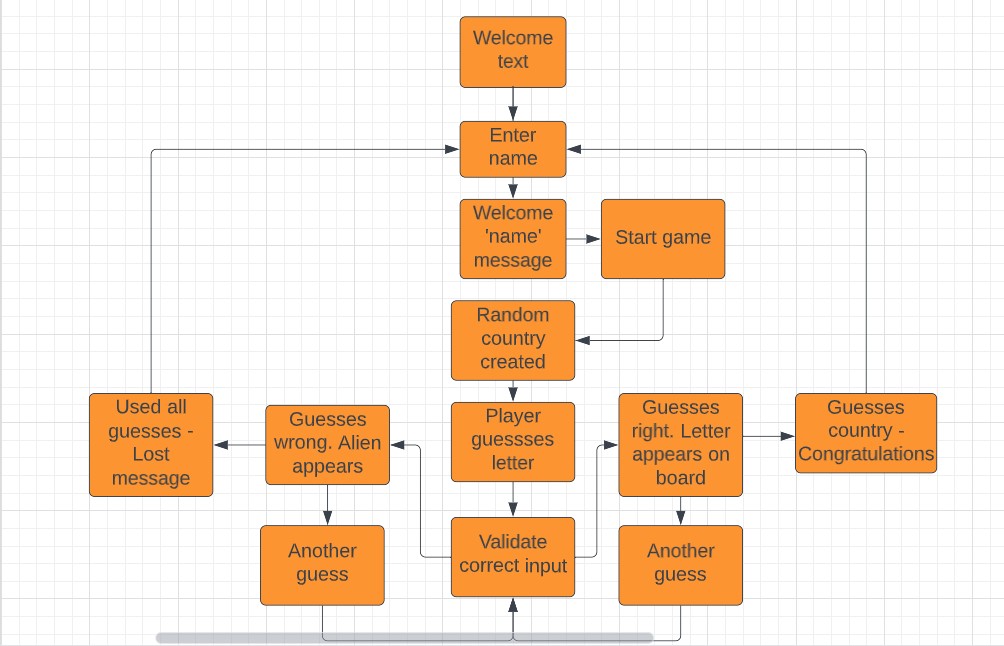 Welcome
text
Enter
name
Welcome
'name'
message
Start game
Random
country
created
Used all
guesses -
Lost
message
Guesses
wrong. Alien
appears
Player
guessses
letter
Guesses
right. Letter
appears on
board
Guesses
country -
Congratulations
Another
guess
Validate
correct input
Another
guess